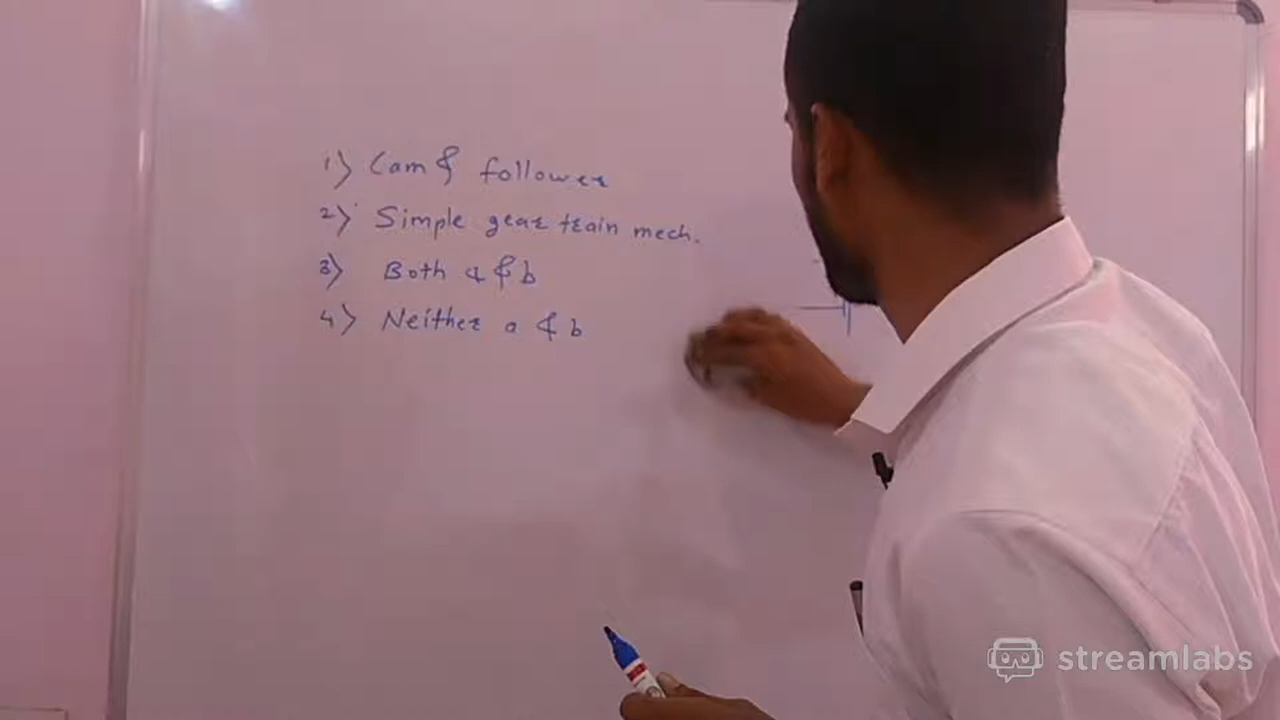 1) Cam & follower
2) Simple gear train mech.
3) Both a & b
4) Neither a & b
streamlabs